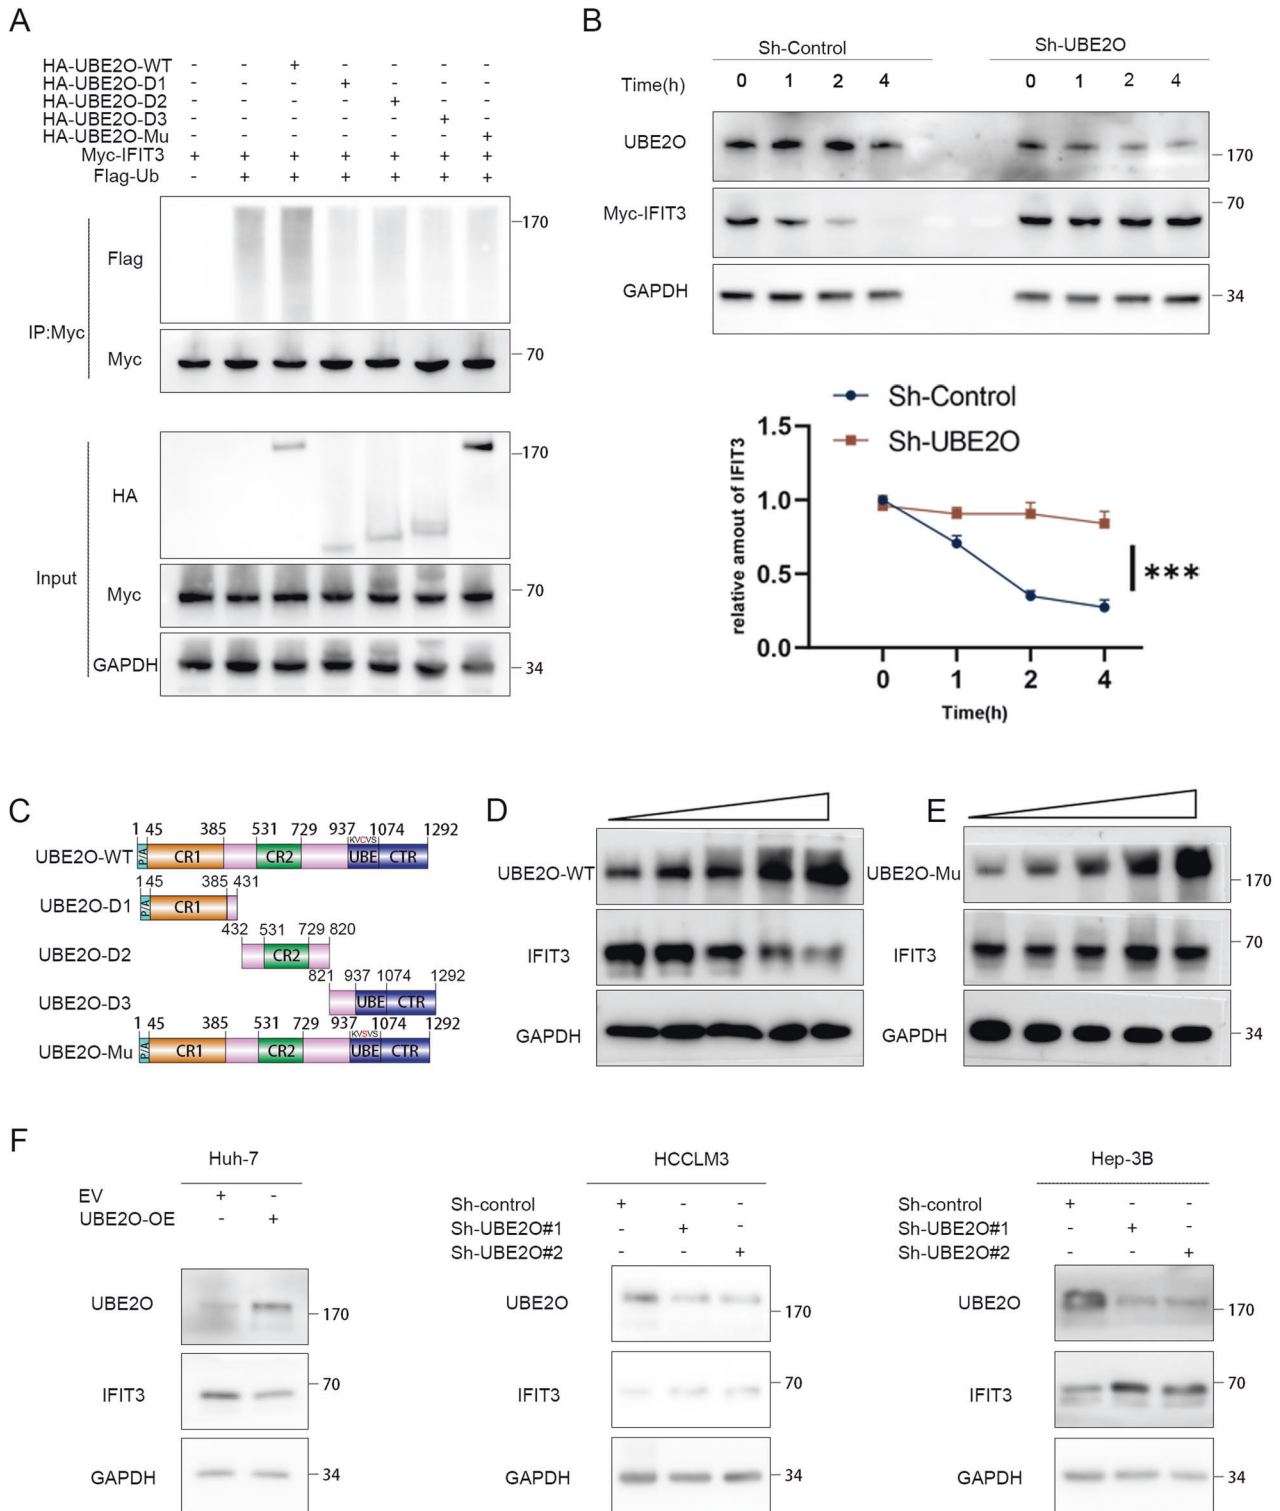 A
HA-UBE2O-WT - - + - - - -
HA-UBE2O-D1 - - - + - - -
HA-UBE2O-D2 - - - - + - -
HA-UBE2O-D3 - - - - - + -
HA-UBE2O-Mu - - - - - - +
Myc-IFIT3 + + + + + + +
Flag-Ub - + + + + + +
IP:Myc
Flag
170
Myc
70
Input
HA
170
Myc
70
GAPDH
34
B
Sh-Control Sh-UBE2O
Time(h) 0 1 2 4 0 1 2 4
UBE2O
170
Myc-IFIT3
70
GAPDH
34
Sh-Control
Sh-UBE2O
relative amout of IFIT3
1.5
1.0
0.5
0.0
***
0 1 2 4
Time(h)
C
1 45 385 531 729 937 1074 1292
KVCVS
UBE2O-WT P/A CR1 CR2 UBE CTR
1 45 385 431
UBE2O-D1 P/A CR1
432 531 729 820
UBE2O-D2 CR2
821 937 1074 1292
UBE2O-D3 UBE CTR
1 45 385 531 729 937 1074 1292
KVSVS
UBE2O-Mu P/A CR1 CR2 UBE CTR
D
UBE2O-WT
IFIT3
GAPDH
E
UBE2O-Mu
170
IFIT3
70
GAPDH
34
F
Huh-7
EV + -
UBE2O-OE - +
UBE2O
170
IFIT3
70
GAPDH
34
HCCLM3
Sh-control + - -
Sh-UBE2O#1 - + -
Sh-UBE2O#2 - - +
UBE2O
170
IFIT3
70
GAPDH
34
Hep-3B
Sh-control + - -
Sh-UBE2O#1 - + -
Sh-UBE2O#2 - - +
UBE2O
170
IFIT3
70
GAPDH
34